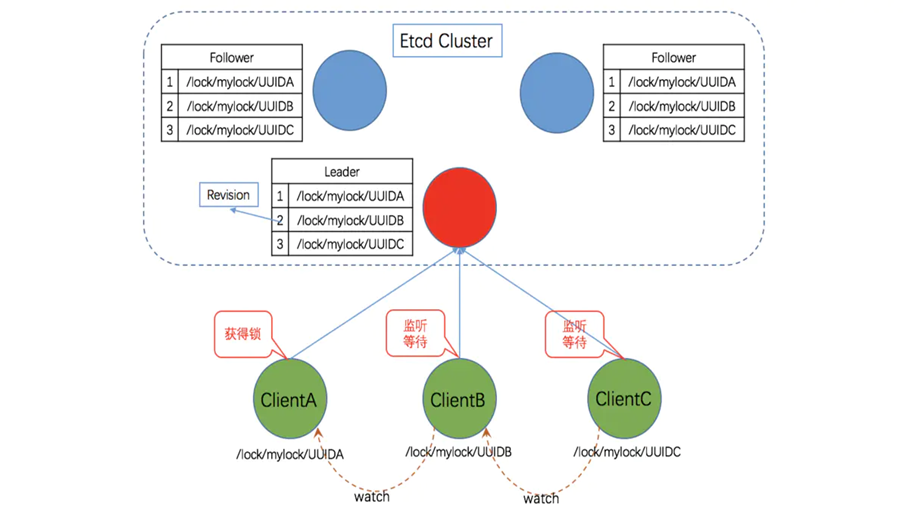 Etcd Cluster
Follower
1 /lock/mylock/UUIDA
2 /lock/mylock/UUIDB
3 /lock/mylock/UUIDC
Follower
1 /lock/mylock/UUIDA
2 /lock/mylock/UUIDB
3 /lock/mylock/UUIDC
Leader
1 /lock/mylock/UUIDA
2 /lock/mylock/UUIDB
3 /lock/mylock/UUIDC
Revision
获得锁
监听
等待
监听
等待
ClientA
ClientB
ClientC
/lock/mylock/UUIDA
/lock/mylock/UUIDB
/lock/mylock/UUIDC
watch
watch